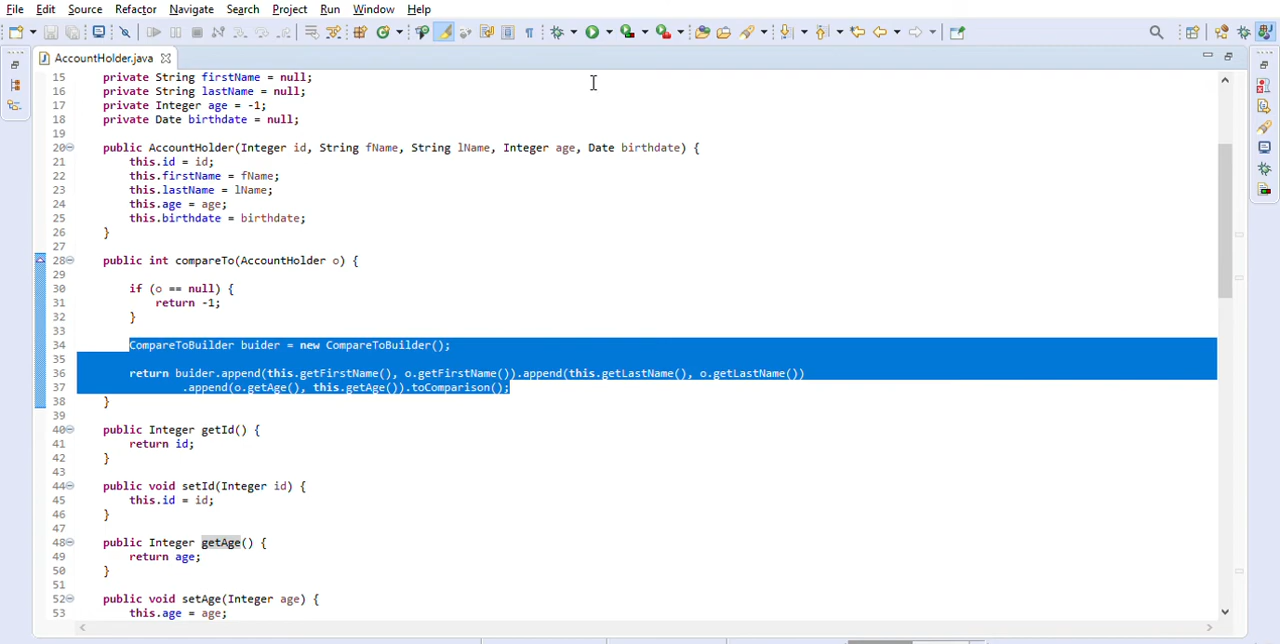 File Edit Source Refactor Navigate Search Project Run Window Help
AccountHolder.java
15 private String firstName = null;
16 private String lastName = null;
17 private Integer age = -1;
18 private Date birthdate = null;
19
20 public AccountHolder(Integer id, String fName, String lName, Integer age, Date birthdate) {
21 this.id = id;
22 this.firstName = fName;
23 this.lastName = lName;
24 this.age = age;
25 this.birthdate = birthdate;
26 }
27
28 public int compareTo(AccountHolder o) {
29
30 if (o == null) {
31 return -1;
32 }
33
34 CompareToBuilder buider = new CompareToBuilder();
35
36 return buider.append(this.getFirstName(), o.getFirstName()).append(this.getLastName(), o.getLastName())
37 .append(o.getAge(), this.getAge()).toComparison();
38 }
39
40 public Integer getId() {
41 return id;
42 }
43
44 public void setId(Integer id) {
45 this.id = id;
46 }
47
48 public Integer getAge() {
49 return age;
50 }
51
52 public void setAge(Integer age) {
53 this.age = age;